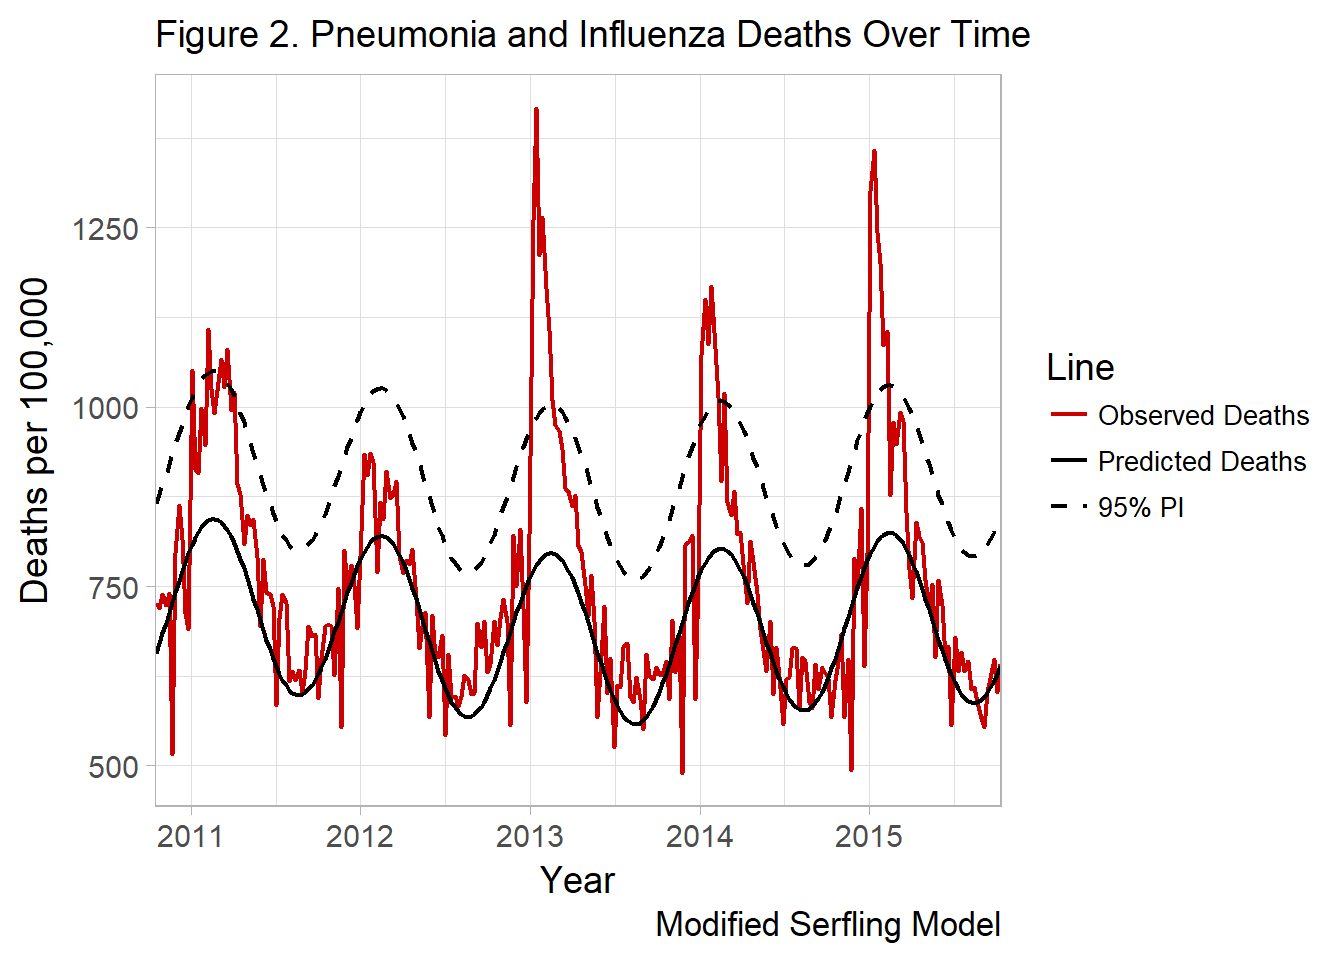 Figure 2. Pneumonia and Influenza Deaths Over Time
Deaths per 100,000
1250
1000
750
500
2011 2012 2013 2014 2015
Year
Modified Serfling Model
Line
Observed Deaths
Predicted Deaths
95% PI